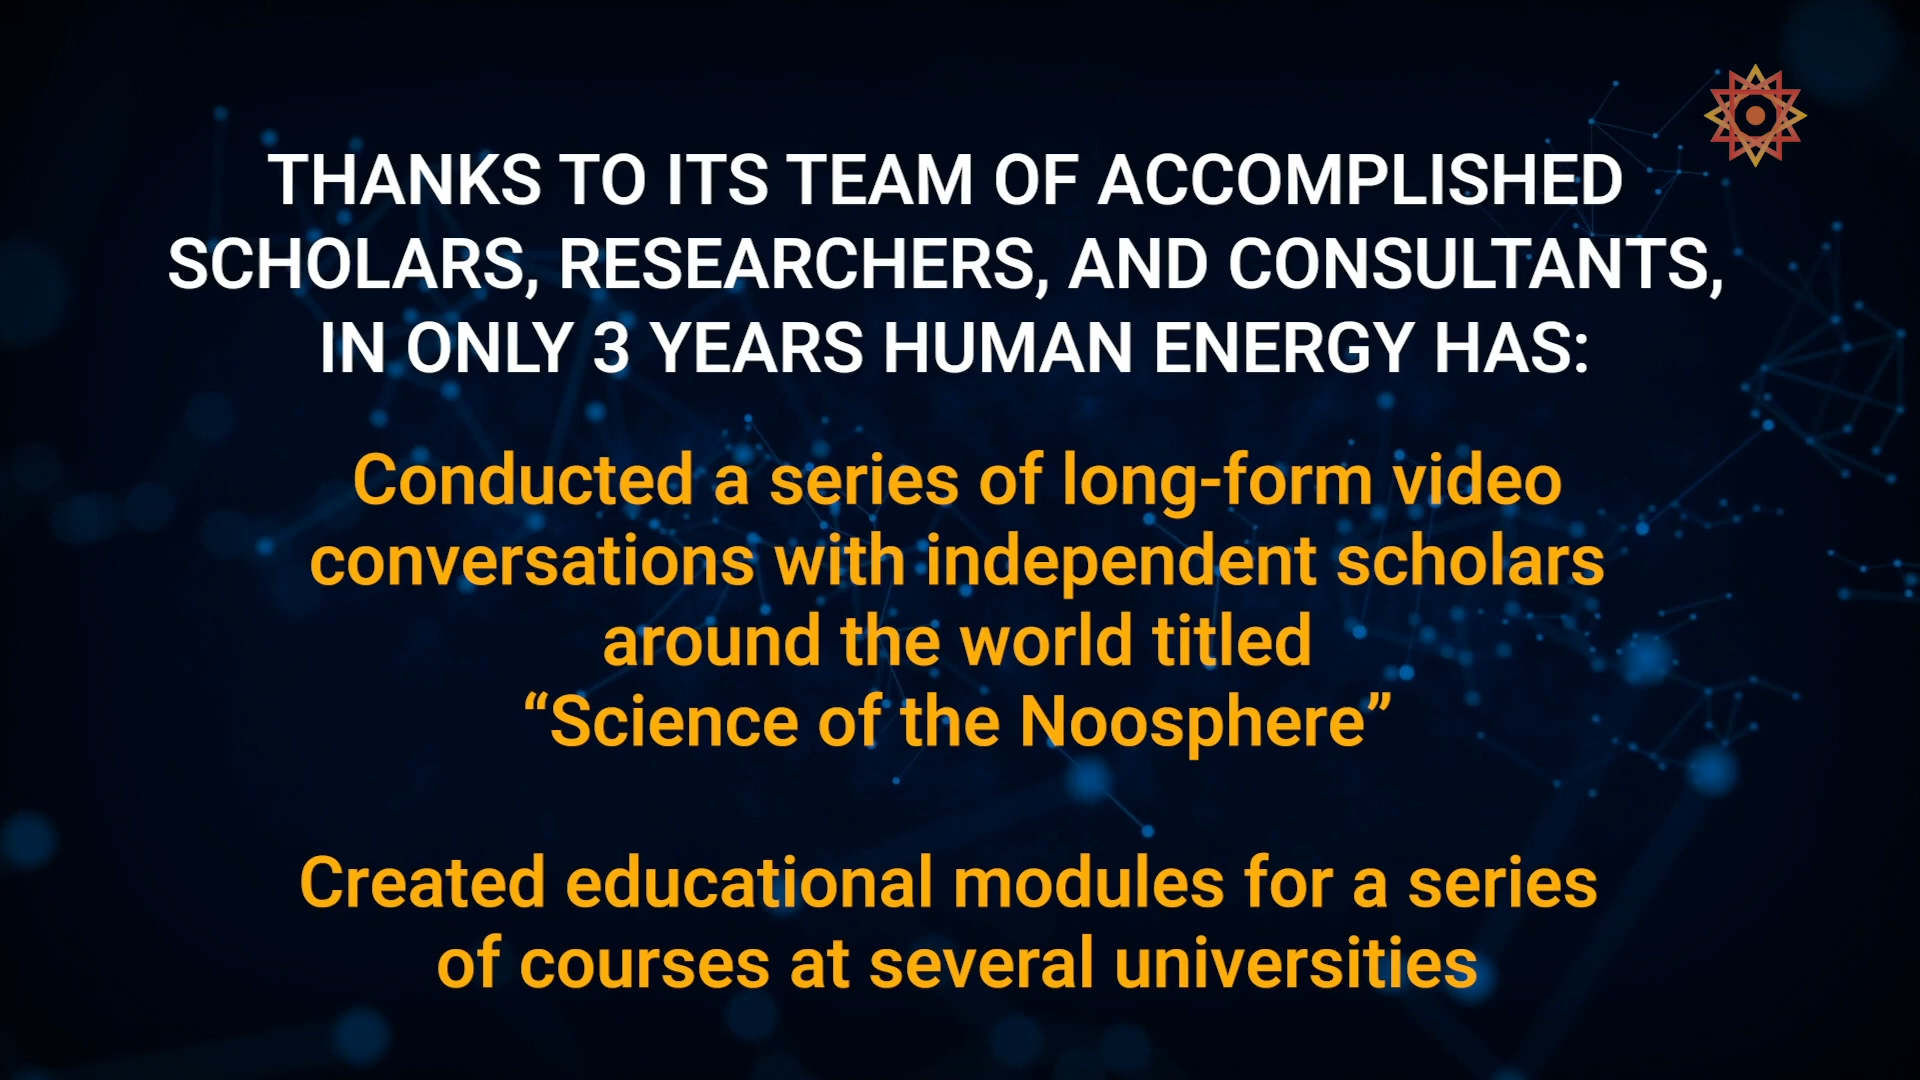 THANKS TO ITS TEAM OF ACCOMPLISHED
SCHOLARS, RESEARCHERS, AND CONSULTANTS,
IN ONLY 3 YEARS HUMAN ENERGY HAS:
Conducted a series of long-form video
conversations with independent scholars
around the world titled
“Science of the Noosphere”
Created educational modules for a series
of courses at several universities